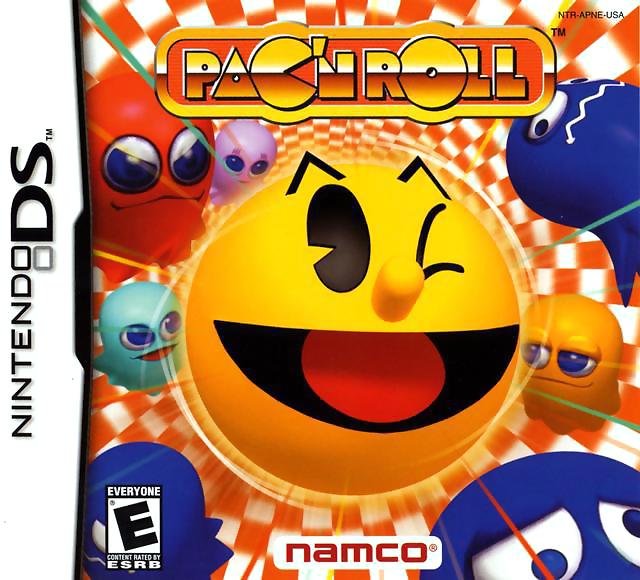 NTR-APNE-USA
PAC'N ROLL
TM
NINTENDO DS TM
EVERYONE
E
®
CONTENT RATED BY
ESRB
namco®